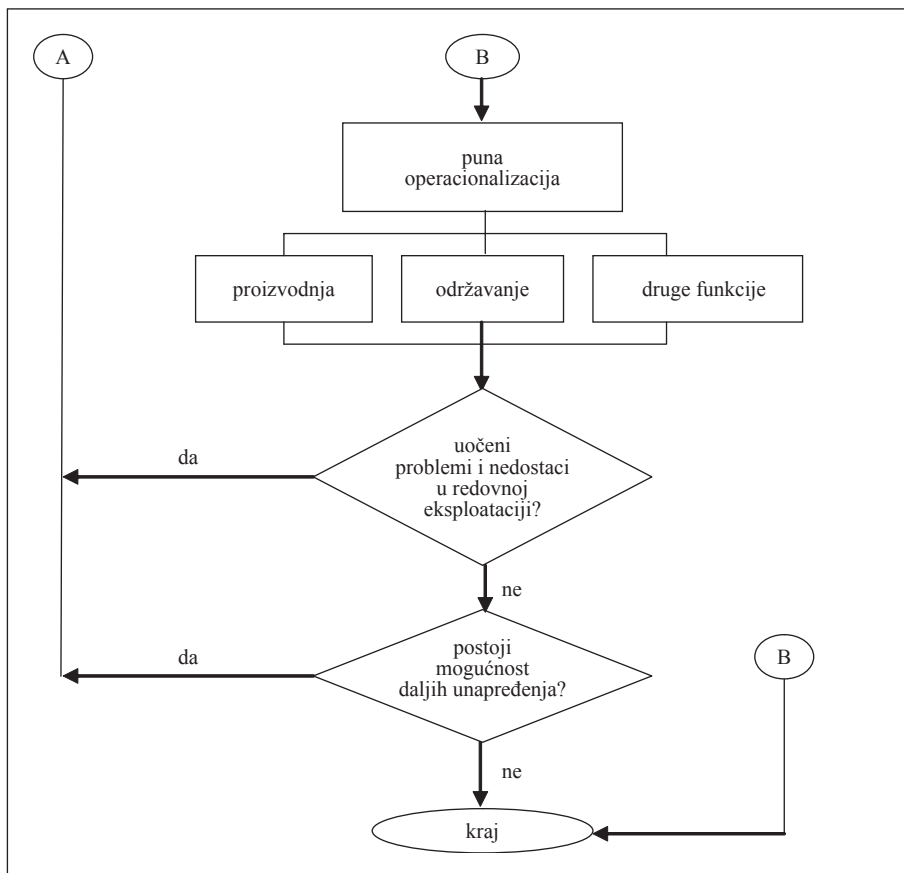 A
B
puna
operacionalizacija
proizvodnja
održavanje
druge funkcije
uočeni
problemi i nedostaci
u redovnoj
eksploataciji?
da
ne
postoji
mogućnost
daljih unapređenja?
da
B
ne
kraj